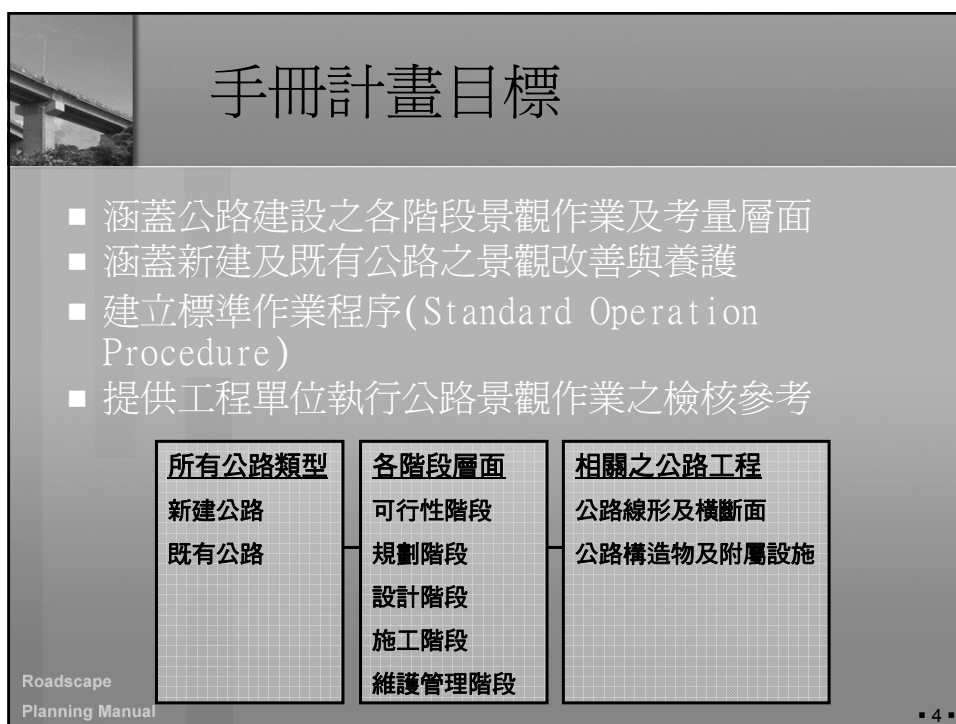 手冊計畫目標
■ 涵蓋公路建設之各階段景觀作業及考量層面
■ 涵蓋新建及既有公路之景觀改善與養護
■ 建立標準作業程序(Standard Operation
Procedure)
■ 提供工程單位執行公路景觀作業之檢核參考
所有公路類型
新建公路
既有公路
各階段層面
可行性階段
規劃階段
設計階段
施工階段
維護管理階段
相關之公路工程
公路線形及橫斷面
公路構造物及附屬設施
Roadscape
Planning Manual
▪ 4 ▪